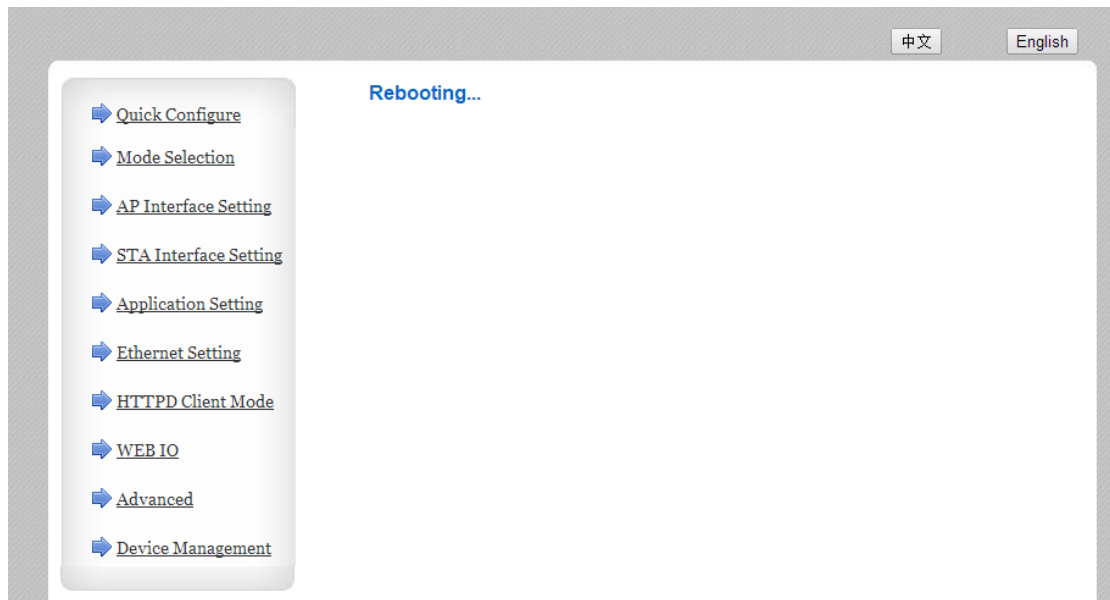 中文
English
Rebooting...
Quick Configure
Mode Selection
AP Interface Setting
STA Interface Setting
Application Setting
Ethernet Setting
HTTPD Client Mode
WEB IO
Advanced
Device Management